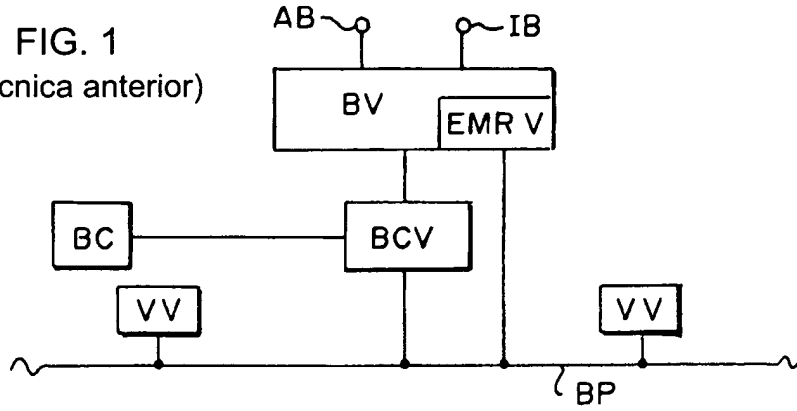 FIG. 1
cnica anterior)
AB
IB
BV
EMR V
BC
BCV
VV
VV
BP